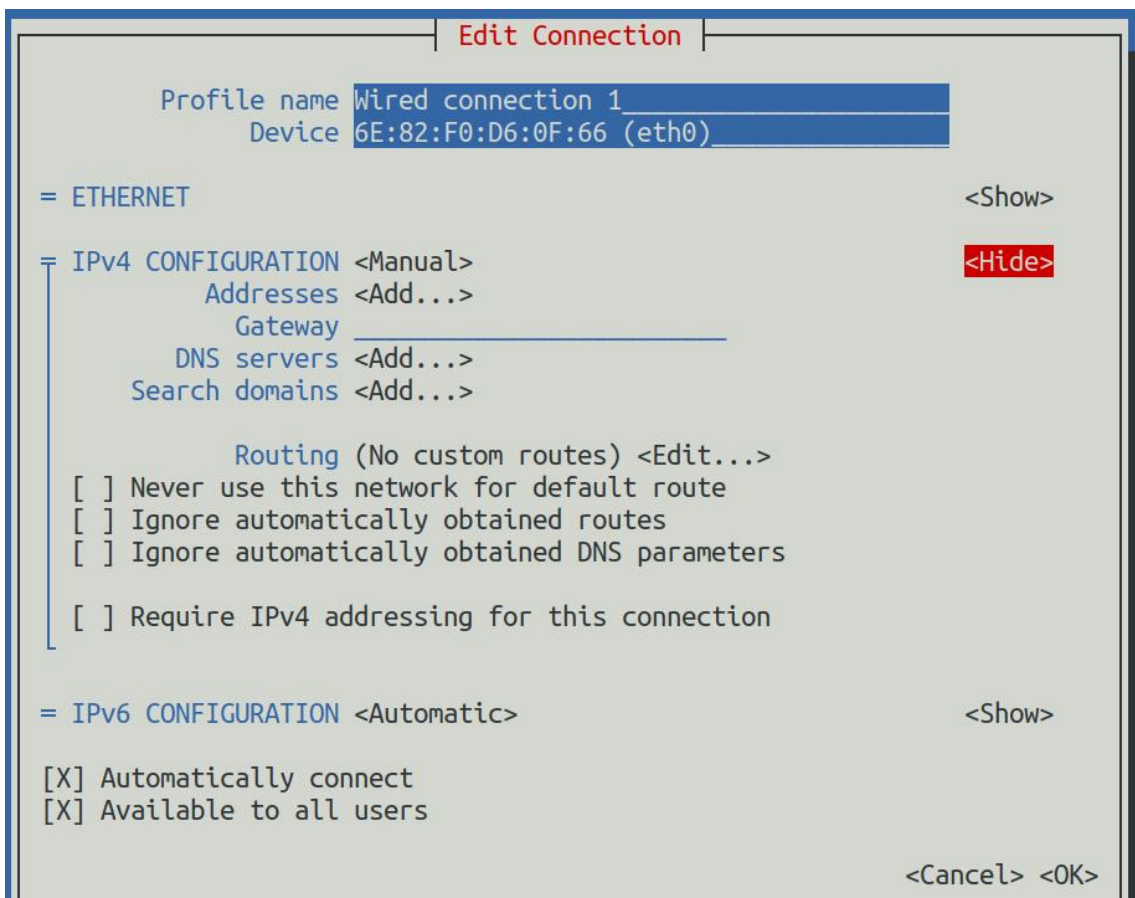 Edit Connection
Profile name Wired connection 1
Device 6E:82:F0:D6:0F:66 (eth0)
= ETHERNET <Show>
= IPv4 CONFIGURATION <Manual> <Hide>
Addresses <Add...>
Gateway
DNS servers <Add...>
Search domains <Add...>
Routing (No custom routes) <Edit...>
[ ] Never use this network for default route
[ ] Ignore automatically obtained routes
[ ] Ignore automatically obtained DNS parameters
[ ] Require IPv4 addressing for this connection
= IPv6 CONFIGURATION <Automatic> <Show>
[X] Automatically connect
[X] Available to all users
<Cancel> <OK>